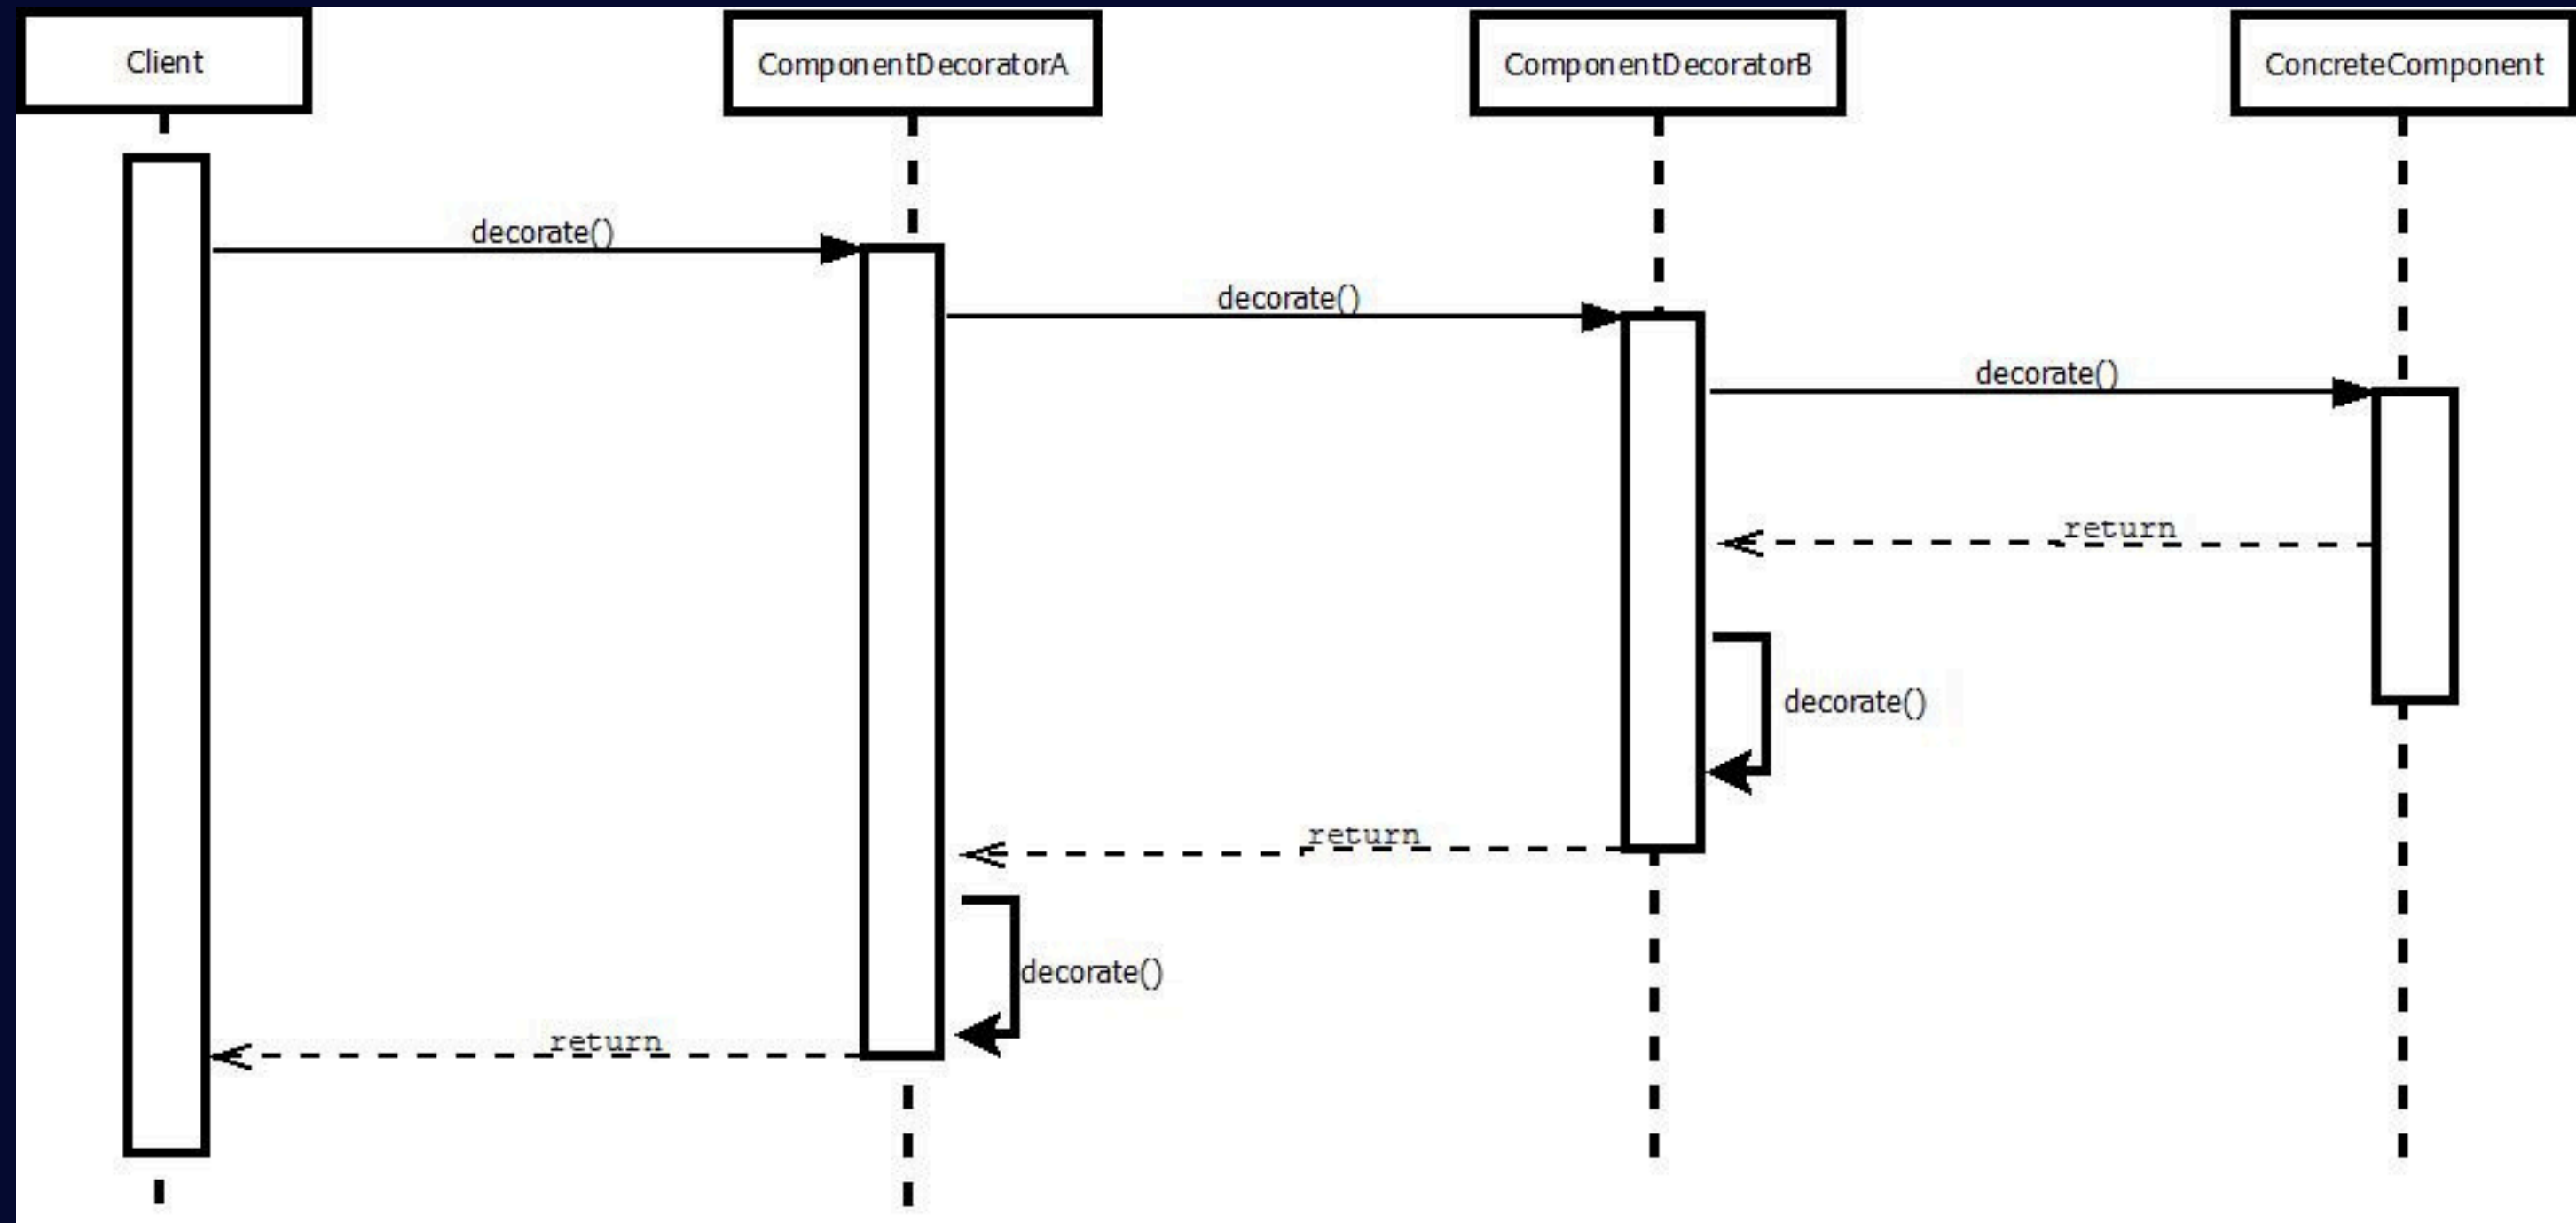 Client
ComponentDecoratorA
ComponentDecoratorB
ConcreteComponent
decorate()
decorate()
decorate()
return
decorate()
return
decorate()
return